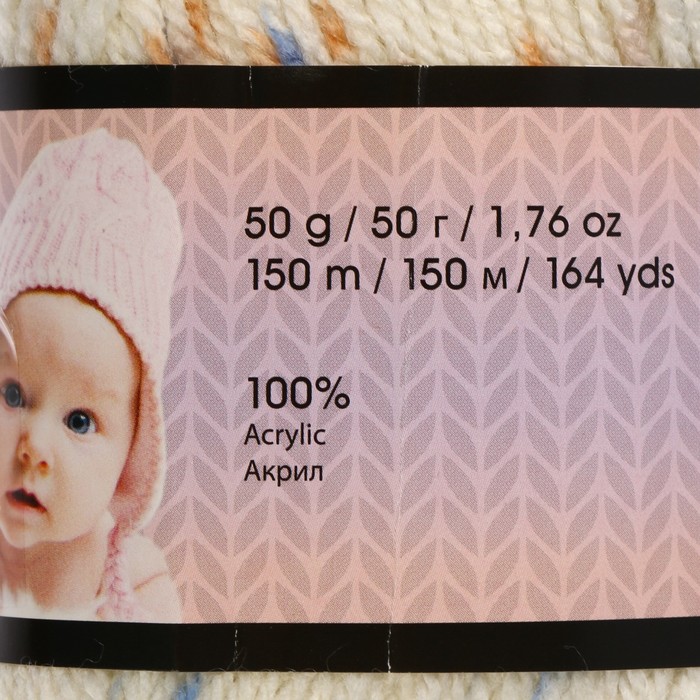 50 g / 50 г / 1,76 oz
150 m / 150 м / 164 yds
100%
Acrylic
Акрил